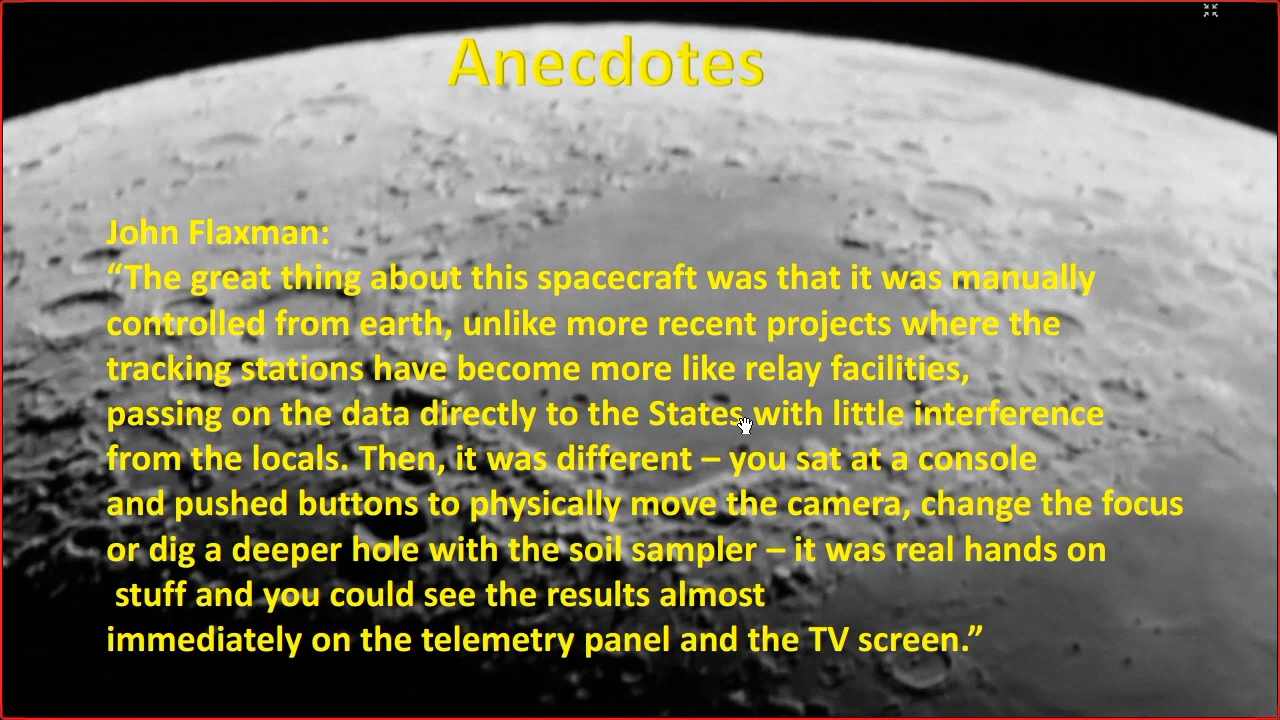 Anecdotes
John Flaxman:
“The great thing about this spacecraft was that it was manually
controlled from earth, unlike more recent projects where the
tracking stations have become more like relay facilities,
passing on the data directly to the States with little interference
from the locals. Then, it was different – you sat at a console
and pushed buttons to physically move the camera, change the focus
or dig a deeper hole with the soil sampler – it was real hands on
stuff and you could see the results almost
immediately on the telemetry panel and the TV screen.”